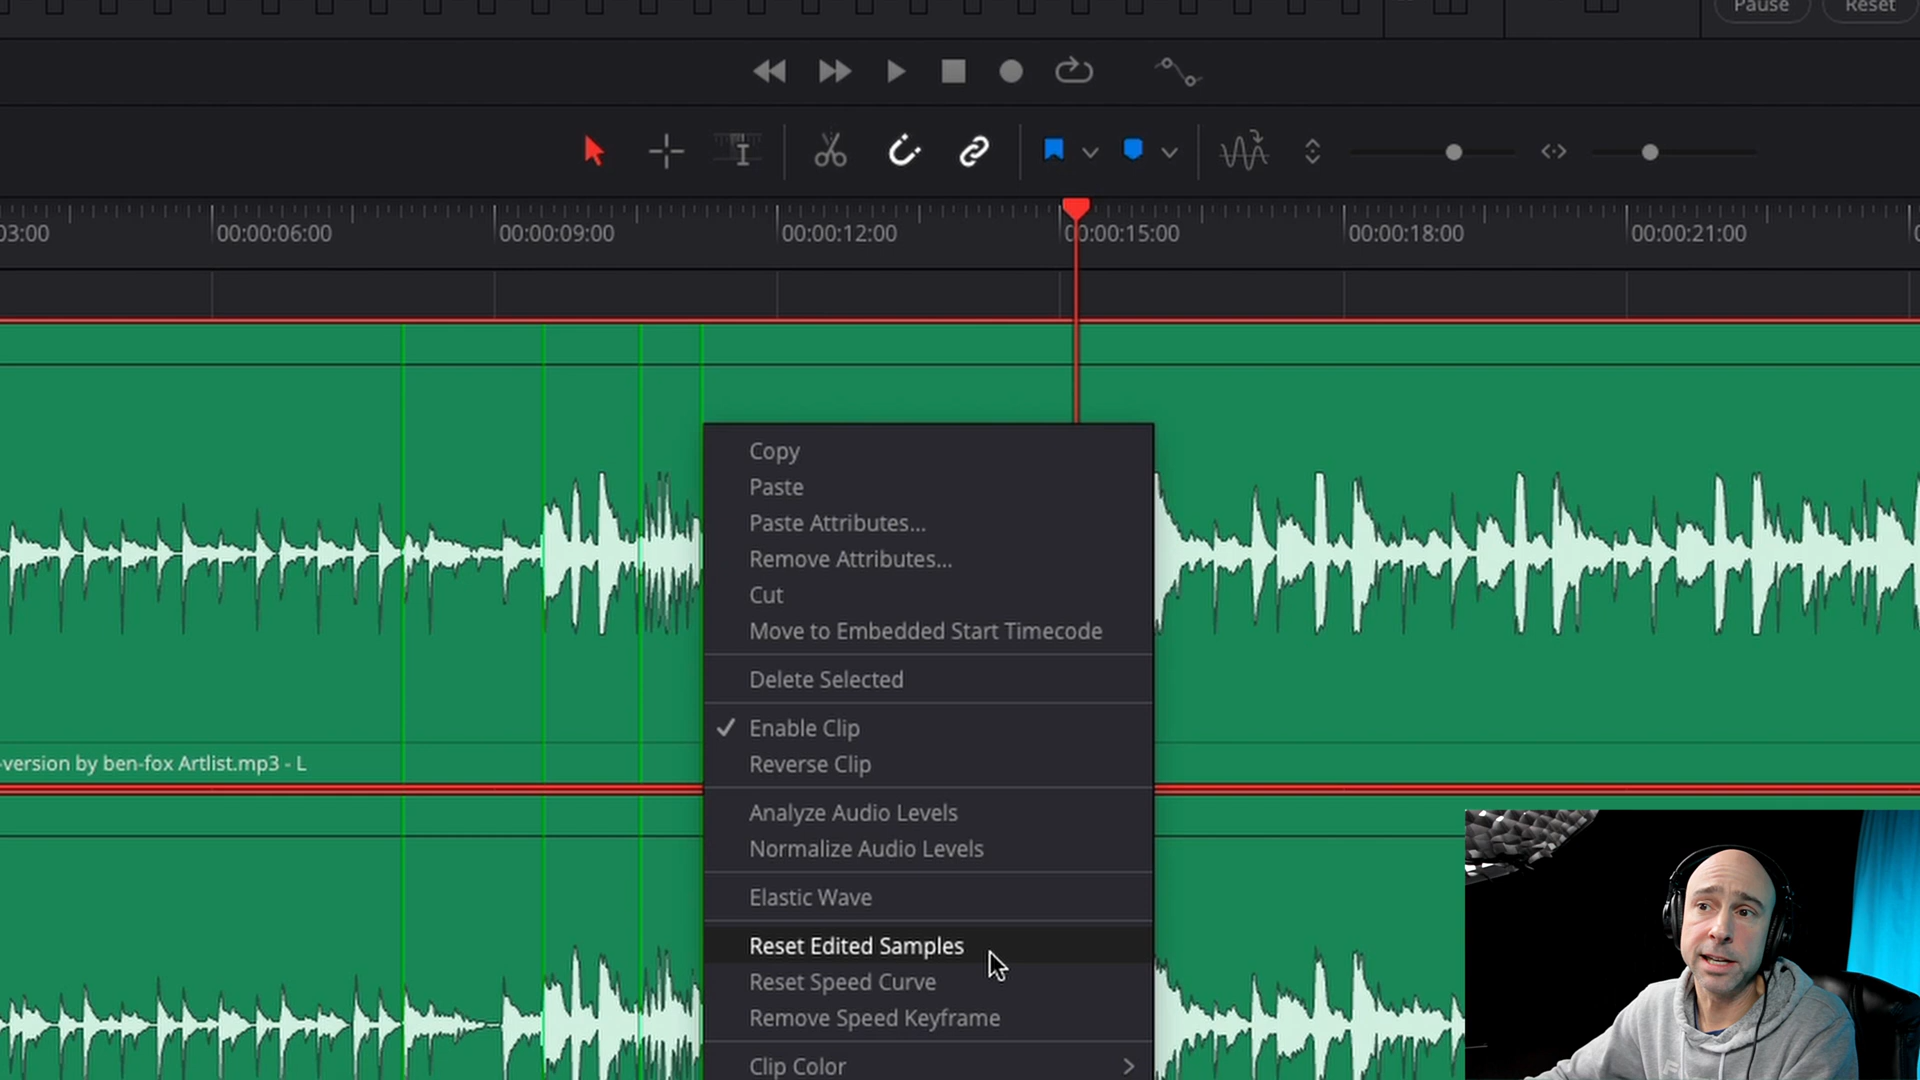 Pause
Reset
03:00
00:00:06:00
00:00:09:00
00:00:12:00
00:00:15:00
00:00:18:00
00:00:21:00
Copy
Paste
Paste Attributes...
Remove Attributes...
Cut
Move to Embedded Start Timecode
Delete Selected
Enable Clip
Reverse Clip
-version by ben-fox Artlist.mp3 - L
Analyze Audio Levels
Normalize Audio Levels
Elastic Wave
Reset Edited Samples
Reset Speed Curve
Remove Speed Keyframe
Clip Color